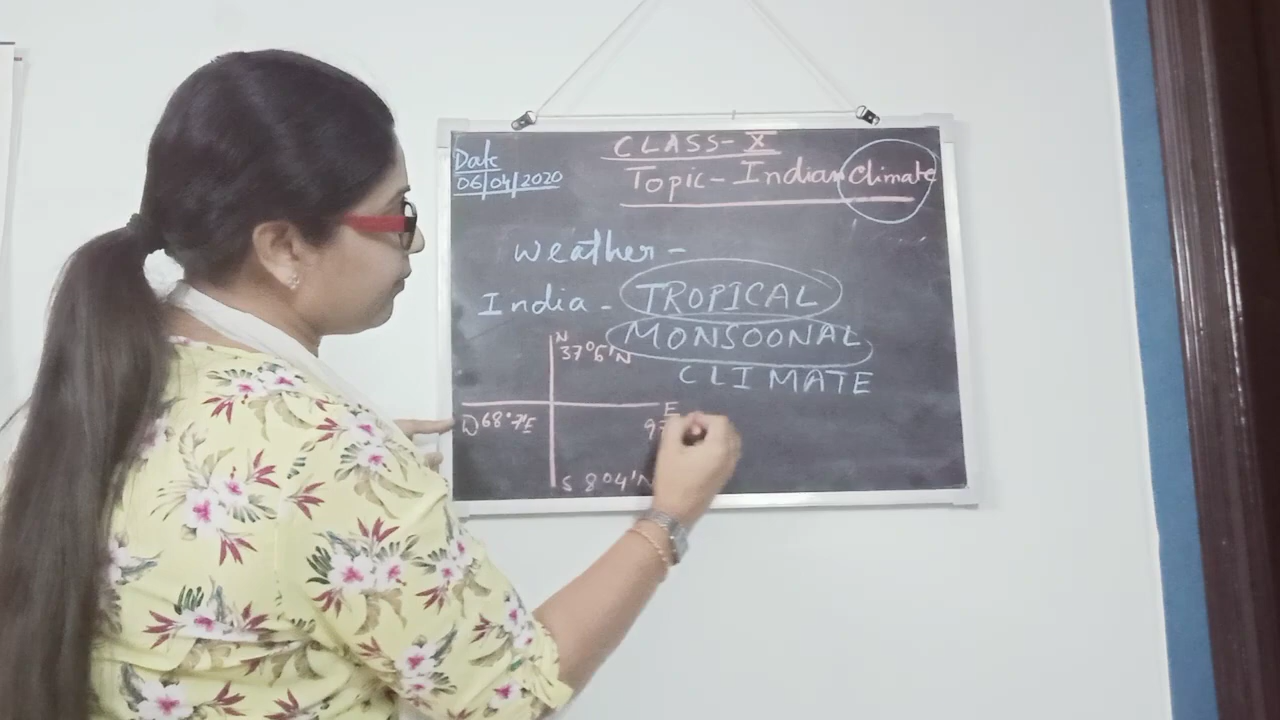 Date
06/04/2020
CLASS-X
Topic-Indian Climate
Weather-
India - TROPICAL
MONSOONAL
CLIMATE
N
37°6'N
E
W 68°7'E
S 8°4'N